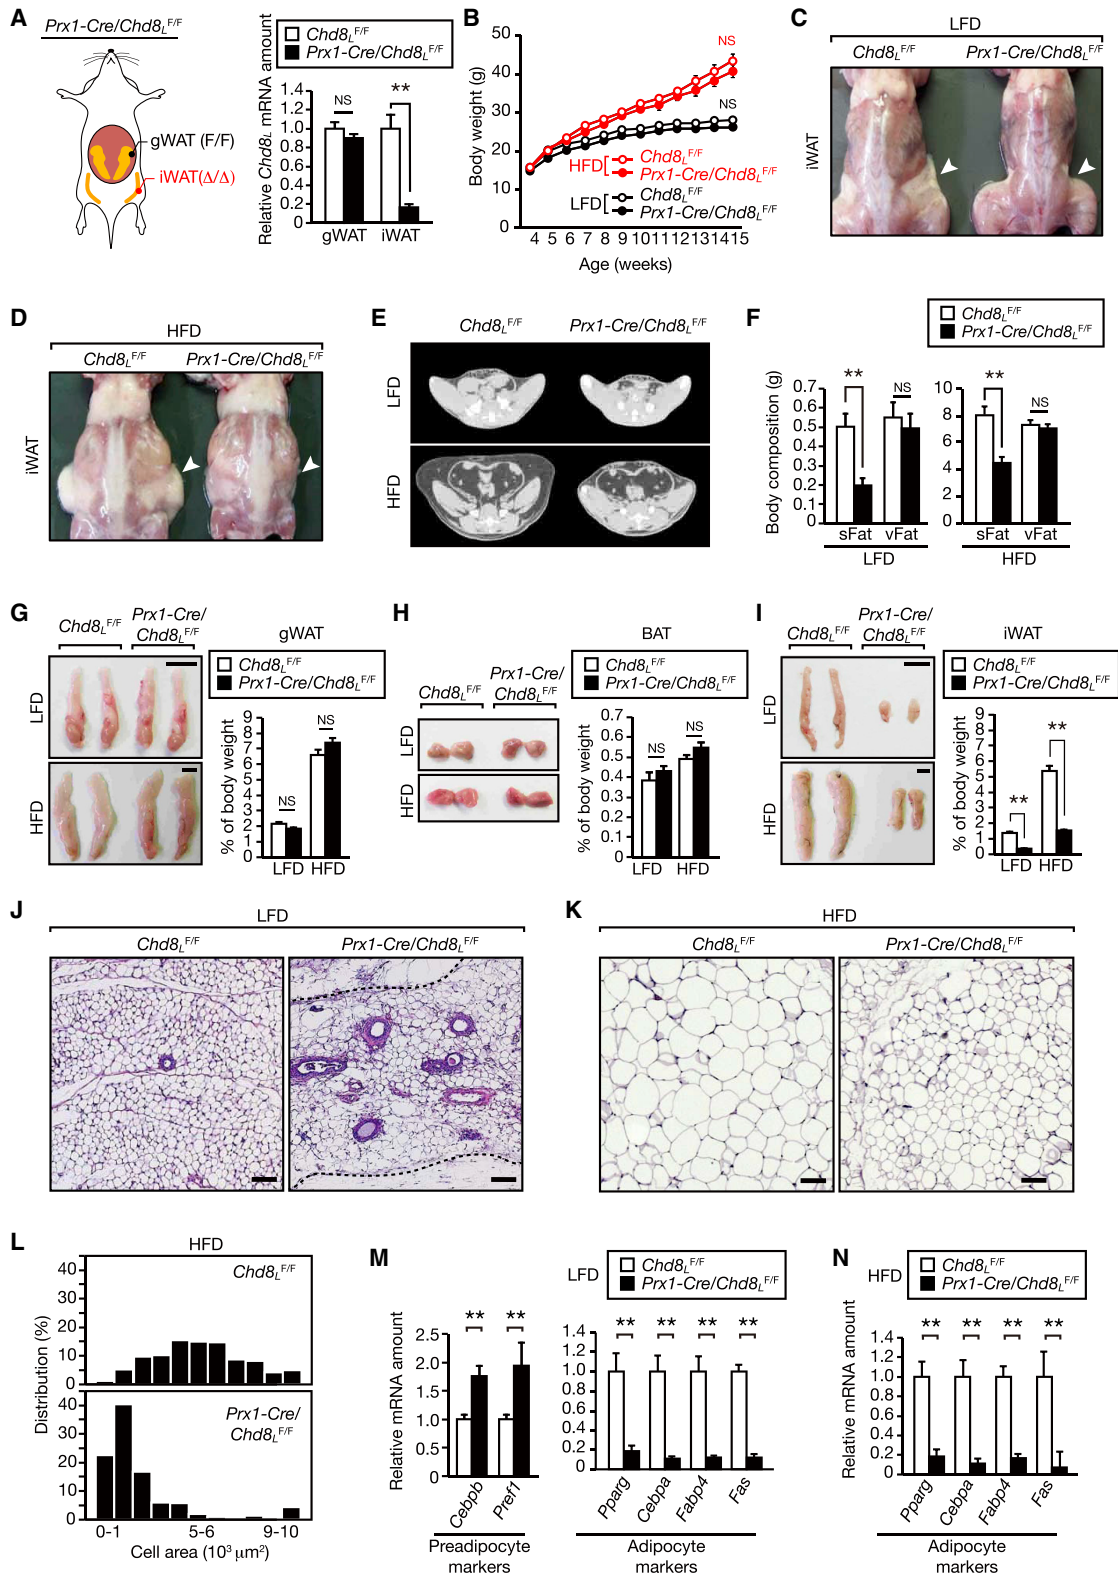 A
Prx1-Cre/Chd8L F/F
gWAT (F/F)
iWAT(Δ/Δ)
Chd8L F/F
Prx1-Cre/Chd8L F/F
Relative Chd8L mRNA amount
1.4
1.2
1.0
0.8
0.6
0.4
0.2
0
NS
**
gWAT iWAT
B
Body weight (g)
50
40
30
20
10
0
NS
NS
HFD
Chd8L F/F
Prx1-Cre/Chd8L F/F
LFD
Chd8L F/F
Prx1-Cre/Chd8L F/F
4 5 6 7 8 9 10 11 12 13 14 15
Age (weeks)
C
LFD
Chd8L F/F Prx1-Cre/Chd8L F/F
iWAT
D
HFD
Chd8L F/F Prx1-Cre/Chd8L F/F
iWAT
E
Chd8L F/F Prx1-Cre/Chd8L F/F
LFD
HFD
F
Chd8L F/F
Prx1-Cre/Chd8L F/F
Body composition (g)
0.7
0.6
0.5
0.4
0.3
0.2
0.1
0
**
NS
sFat vFat
LFD
10
8
6
4
2
0
**
NS
sFat vFat
HFD
G
Chd8L F/F
Prx1-Cre/
Chd8L F/F
LFD
HFD
gWAT
Chd8L F/F
Prx1-Cre/Chd8L F/F
% of body weight
9
8
7
6
5
4
3
2
1
0
NS
NS
LFD HFD
H
Chd8L F/F
Prx1-Cre/
Chd8L F/F
LFD
HFD
BAT
Chd8L F/F
Prx1-Cre/Chd8L F/F
% of body weight
0.7
0.6
0.5
0.4
0.3
0.2
0.1
0
NS
NS
LFD HFD
I
Chd8L F/F
Prx1-Cre/
Chd8L F/F
LFD
HFD
iWAT
Chd8L F/F
Prx1-Cre/Chd8L F/F
% of body weight
9
8
7
6
5
4
3
2
1
0
**
**
LFD HFD
J
LFD
Chd8L F/F Prx1-Cre/Chd8L F/F
K
HFD
Chd8L F/F Prx1-Cre/Chd8L F/F
L
HFD
Chd8L F/F
Distribution (%)
40
30
20
10
0
Prx1-Cre/
Chd8L F/F
40
30
20
10
0
0-1 5-6 9-10
Cell area (10³ μm²)
M
LFD
Chd8L F/F
Prx1-Cre/Chd8L F/F
Relative mRNA amount
2.5
2.0
1.5
1.0
0.5
0
** **
Cebpb Pref1
Preadipocyte
markers
1.4
1.2
1.0
0.8
0.6
0.4
0.2
0
** ** ** **
Pparg Cebpa Fabp4 Fas
Adipocyte
markers
N
HFD
Chd8L F/F
Prx1-Cre/Chd8L F/F
Relative mRNA amount
1.4
1.2
1.0
0.8
0.6
0.4
0.2
0
** ** ** **
Pparg Cebpa Fabp4 Fas
Adipocyte
markers